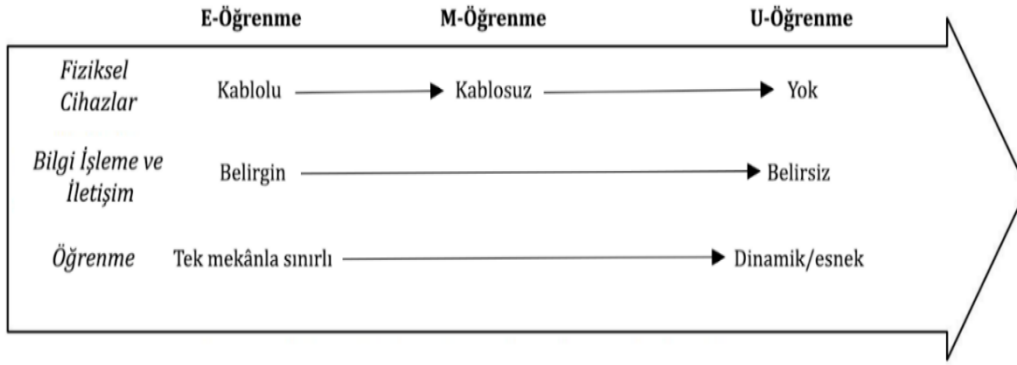 E-Öğrenme M-Öğrenme U-Öğrenme
Fiziksel
Cihazlar
Kablolu Kablosuz Yok
Bilgi İşleme ve
İletişim
Belirgin Belirsiz
Öğrenme Tek mekânla sınırlı Dinamik/esnek